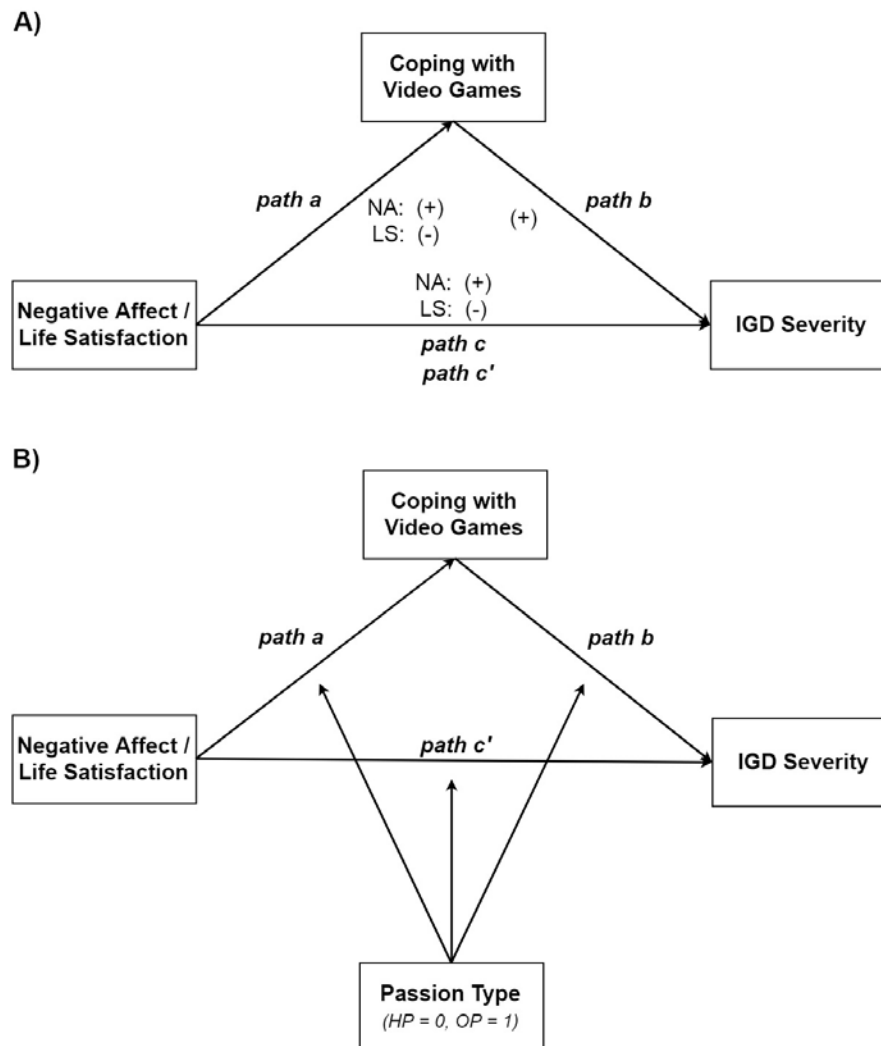 A)
Coping with
Video Games
path a
NA: (+)
LS: (-)
(+)
path b
NA: (+)
LS: (-)
Negative Affect /
Life Satisfaction
IGD Severity
path c
path c'
B)
Coping with
Video Games
path a
path b
Negative Affect /
Life Satisfaction
path c'
IGD Severity
Passion Type
(HP = 0, OP = 1)